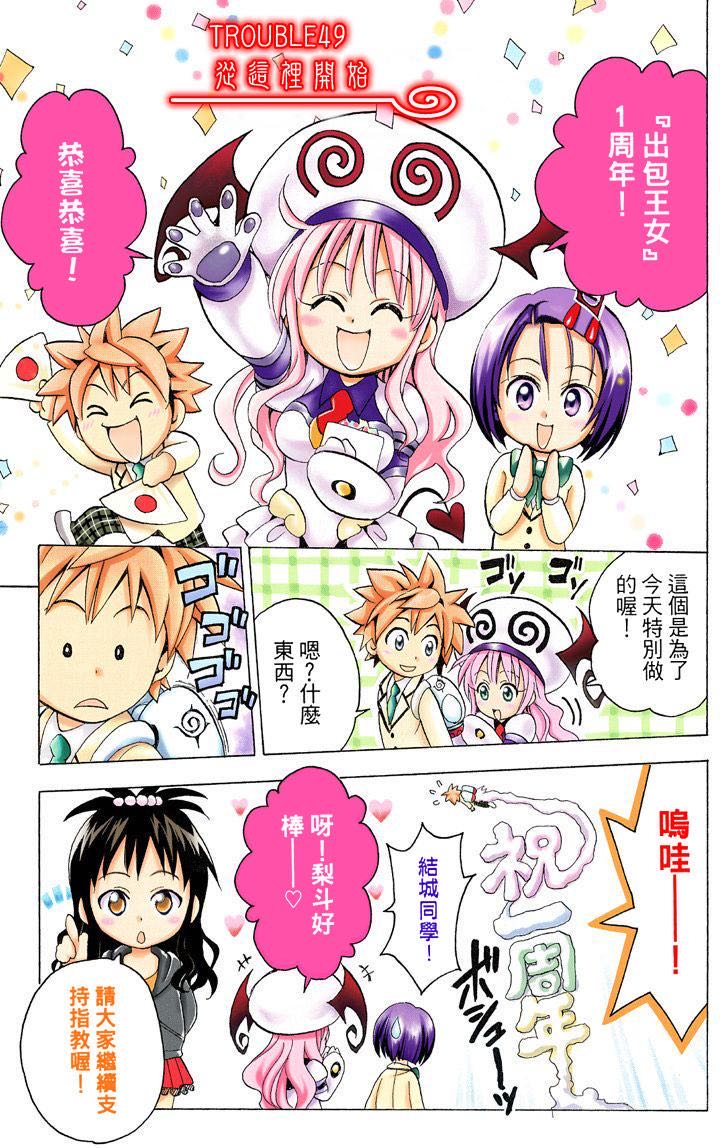 TROUBLE49
從這裡開始
『出包王女』
1周年！
恭喜恭喜！
這個是為了
今天特別做
的喔！
ゴソ
ゴソ
嗯？什麼
東西？
ゴゴゴゴ
嗚哇——！
祝一周年
ボシューッ
結城同學！
呀！梨斗好
棒——♡
請大家繼續支
持指教喔！